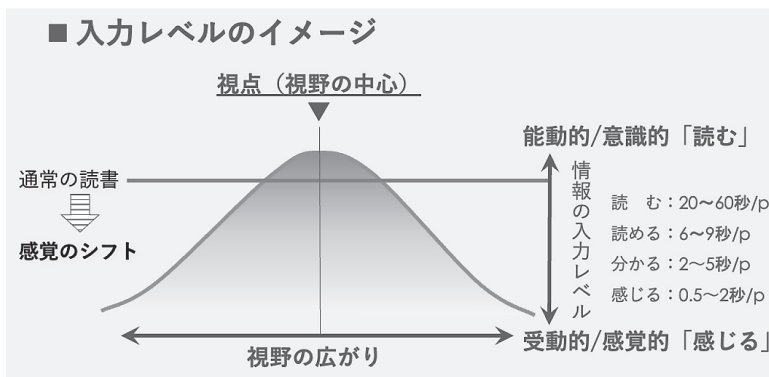 ■ 入力レベルのイメージ
視点（視野の中心）
能動的/意識的「読む」
通常の読書
感覚のシフト
情報の入力レベル
読　む：20〜60秒/p
読める：6〜9秒/p
分かる：2〜5秒/p
感じる：0.5〜2秒/p
受動的/感覚的「感じる」
視野の広がり